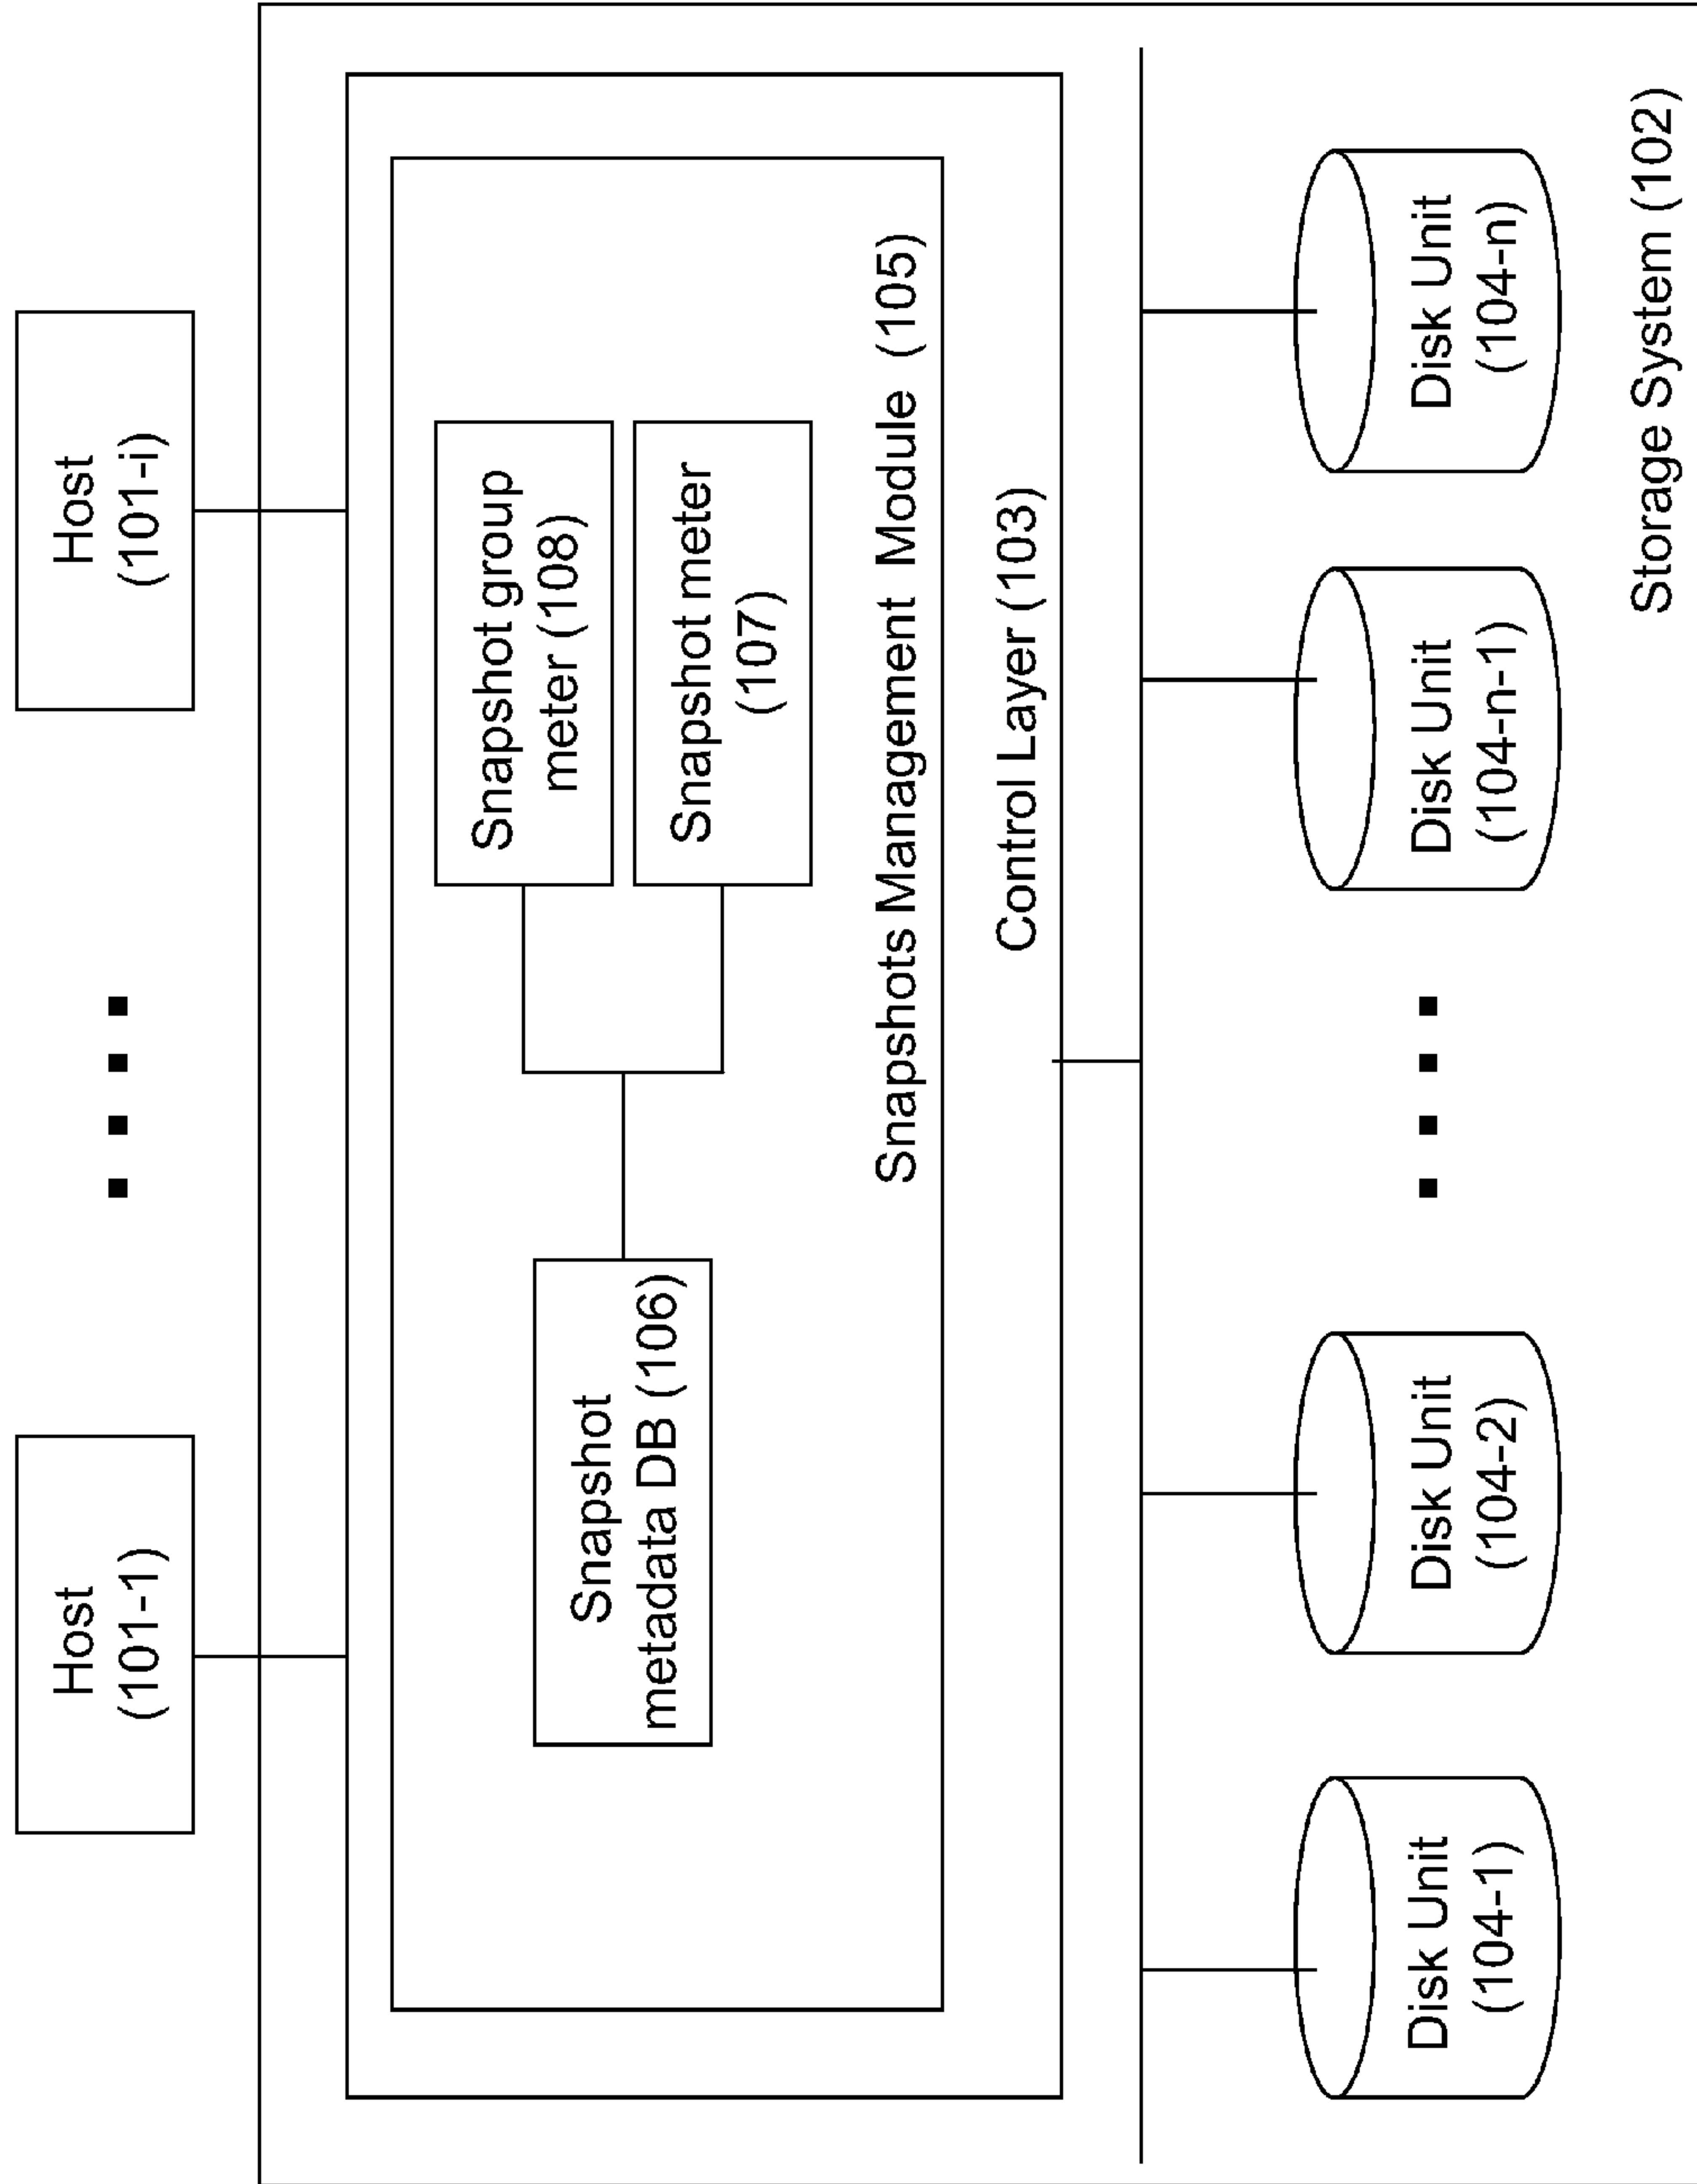 Host
(101-1)
Host
(101-i)
Snapshot
metadata DB (106)
Snapshot group
meter (108)
Snapshot meter
(107)
Snapshots Management Module (105)
Control Layer (103)
Disk Unit
(104-1)
Disk Unit
(104-2)
Disk Unit
(104-n-1)
Disk Unit
(104-n)
Storage System (102)